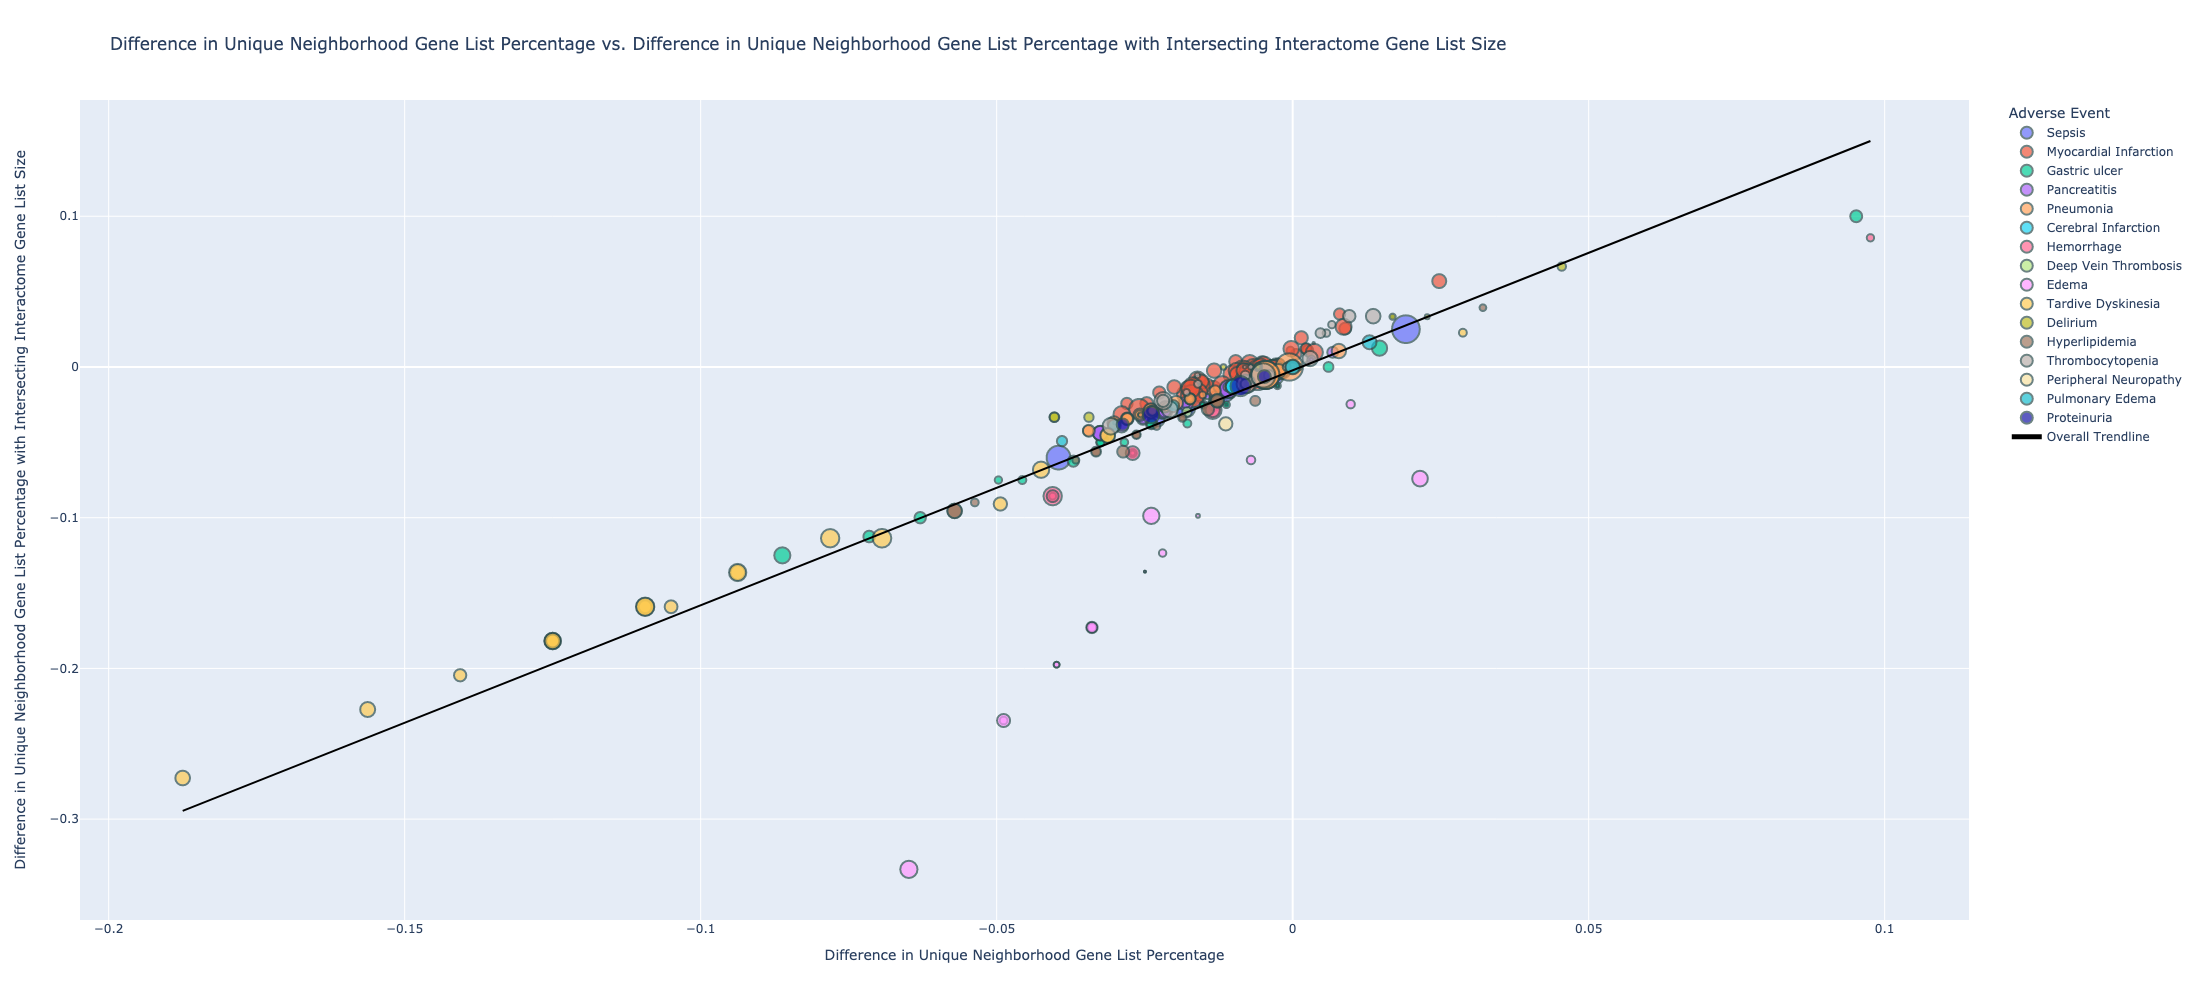 Difference in Unique Neighborhood Gene List Percentage vs. Difference in Unique Neighborhood Gene List Percentage with Intersecting Interactome Gene List Size
Difference in Unique Neighborhood Gene List Percentage with Intersecting Interactome Gene List Size
0.1
0
−0.1
−0.2
−0.3
−0.2
−0.15
−0.1
−0.05
0
0.05
0.1
Difference in Unique Neighborhood Gene List Percentage
Adverse Event
Sepsis
Myocardial Infarction
Gastric ulcer
Pancreatitis
Pneumonia
Cerebral Infarction
Hemorrhage
Deep Vein Thrombosis
Edema
Tardive Dyskinesia
Delirium
Hyperlipidemia
Thrombocytopenia
Peripheral Neuropathy
Pulmonary Edema
Proteinuria
Overall Trendline